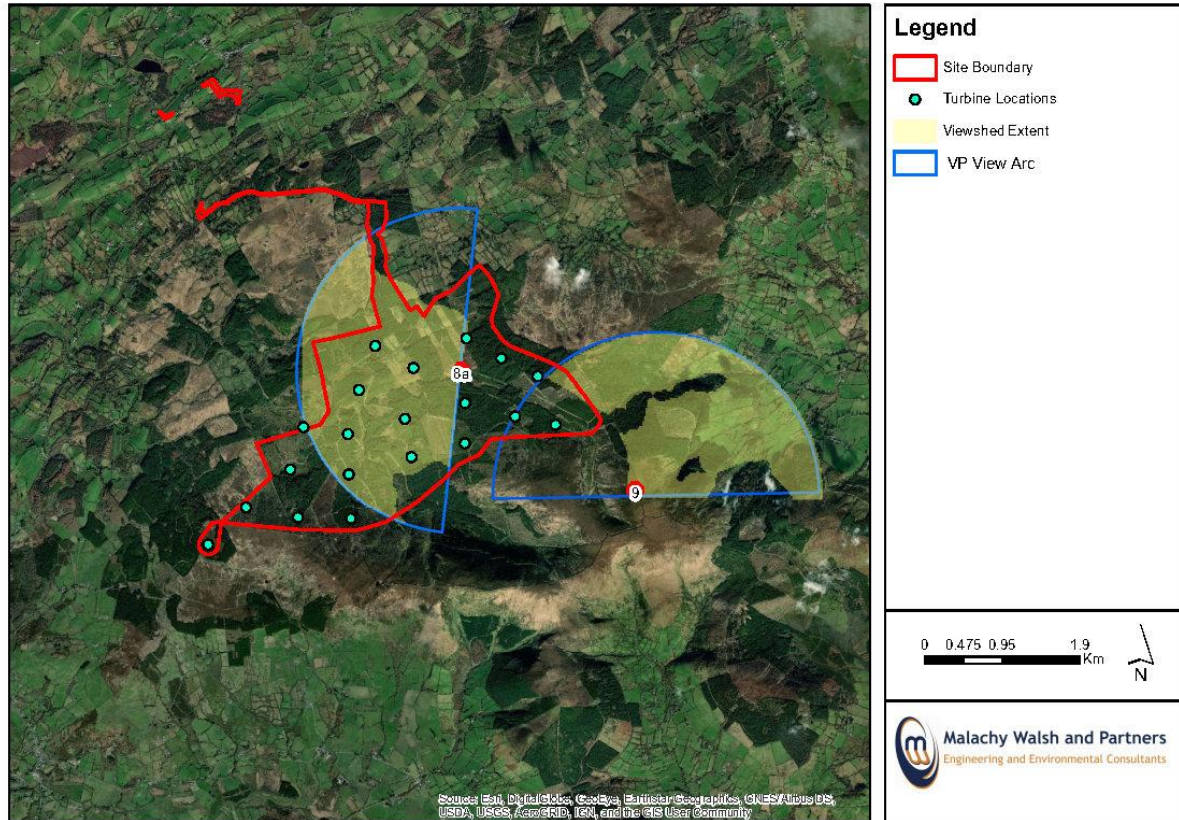 8a
9
Source: Esri, DigitalGlobe, GeoEye, Earthstar Geographics, CNES/Airbus DS,
USDA, USGS, AeroGRID, IGN, and the GIS User Community
Legend
Site Boundary
Turbine Locations
Viewshed Extent
VP View Arc
0 0.475 0.95 1.9
Km
N
Malachy Walsh and Partners
Engineering and Environmental Consultants